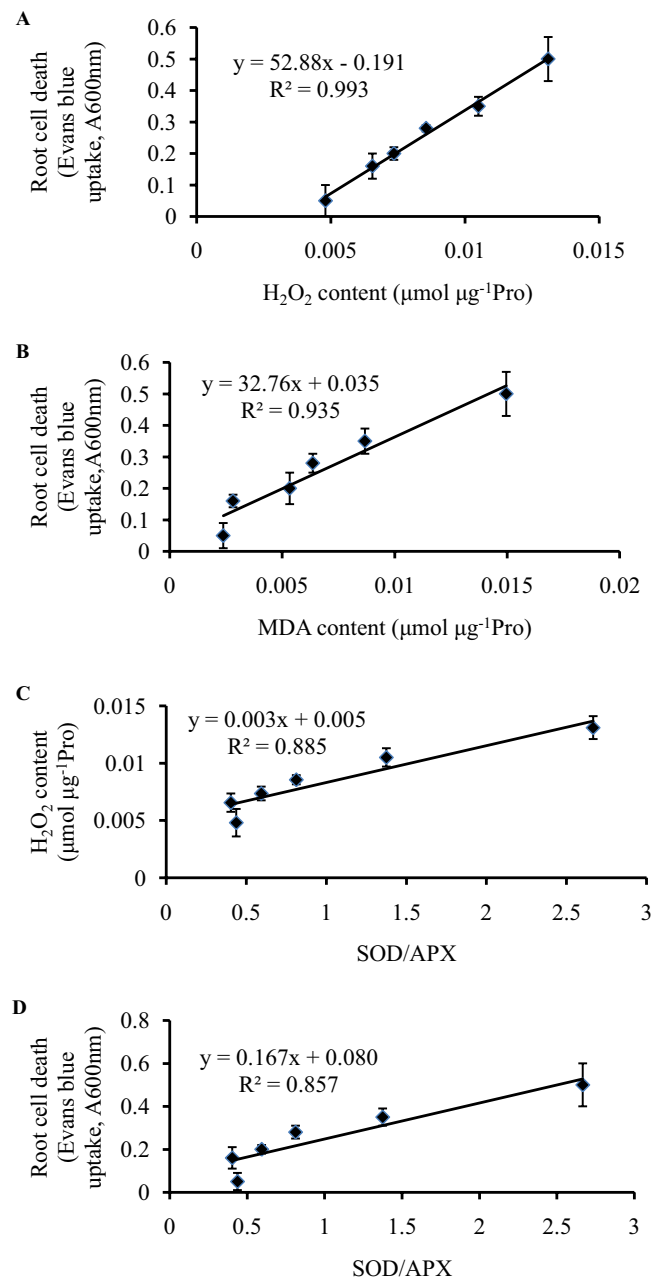 A
Root cell death
(Evans blue
uptake, A600nm)
0.6
0.5
0.4
0.3
0.2
0.1
0
y = 52.88x - 0.191
R² = 0.993
0 0.005 0.01 0.015
H₂O₂ content (μmol μg⁻¹Pro)
B
Root cell death
(Evans blue
uptake,A600nm)
0.6
0.5
0.4
0.3
0.2
0.1
0
y = 32.76x + 0.035
R² = 0.935
0 0.005 0.01 0.015 0.02
MDA content (μmol μg⁻¹Pro)
C
H₂O₂ content
(μmol μg⁻¹Pro)
0.015
0.01
0.005
0
y = 0.003x + 0.005
R² = 0.885
0 0.5 1 1.5 2 2.5 3
SOD/APX
D
Root cell death
(Evans blue
uptake, A600nm)
0.8
0.6
0.4
0.2
0
y = 0.167x + 0.080
R² = 0.857
0 0.5 1 1.5 2 2.5 3
SOD/APX